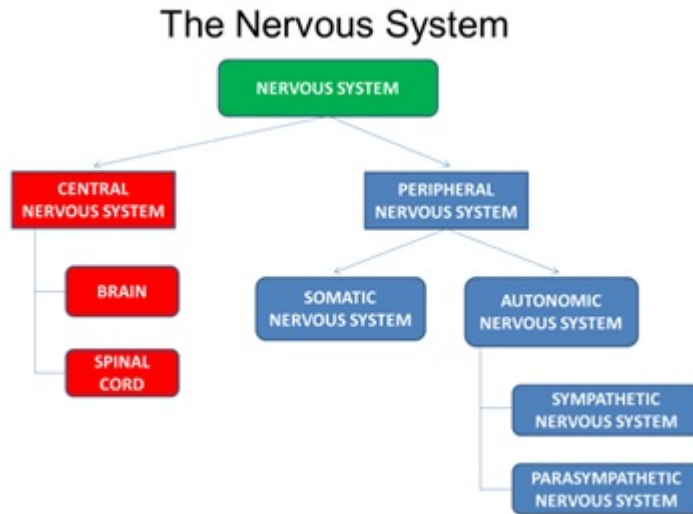 The Nervous System
NERVOUS SYSTEM
CENTRAL
NERVOUS SYSTEM
PERIPHERAL
NERVOUS SYSTEM
BRAIN
SPINAL
CORD
SOMATIC
NERVOUS SYSTEM
AUTONOMIC
NERVOUS SYSTEM
SYMPATHETIC
NERVOUS SYSTEM
PARASYMPATHETIC
NERVOUS SYSTEM